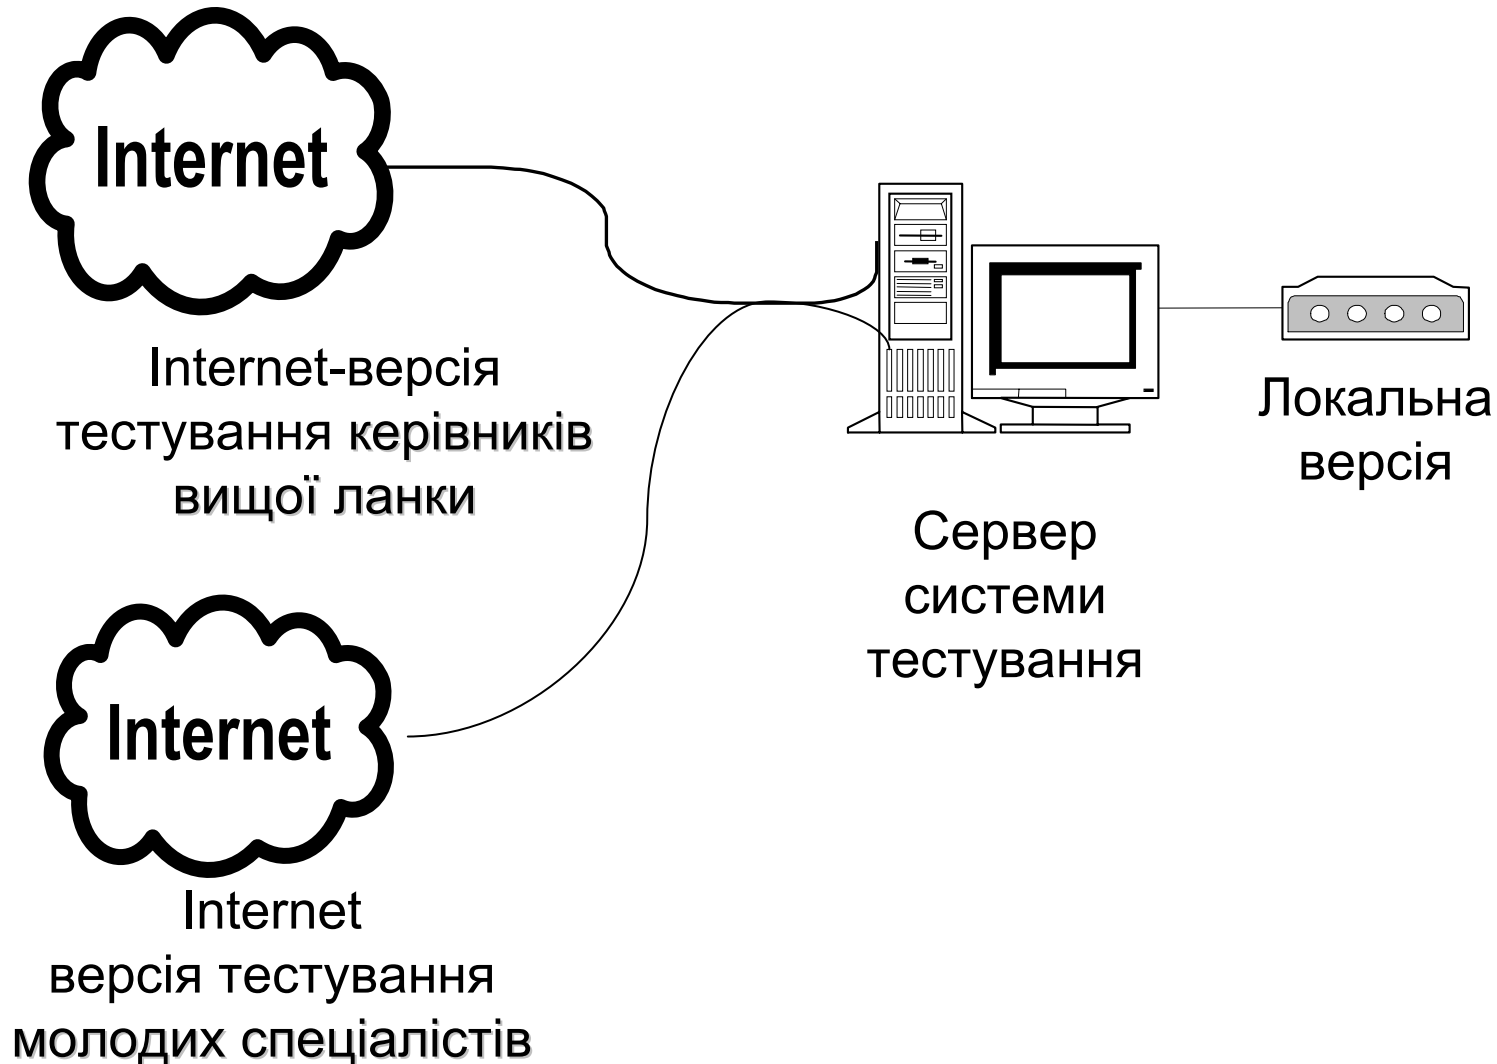 Internet
Internet-версія
тестування керівників
вищої ланки
Сервер
системи
тестування
Локальна
версія
Internet
Internet
версія тестування
молодих спеціалістів